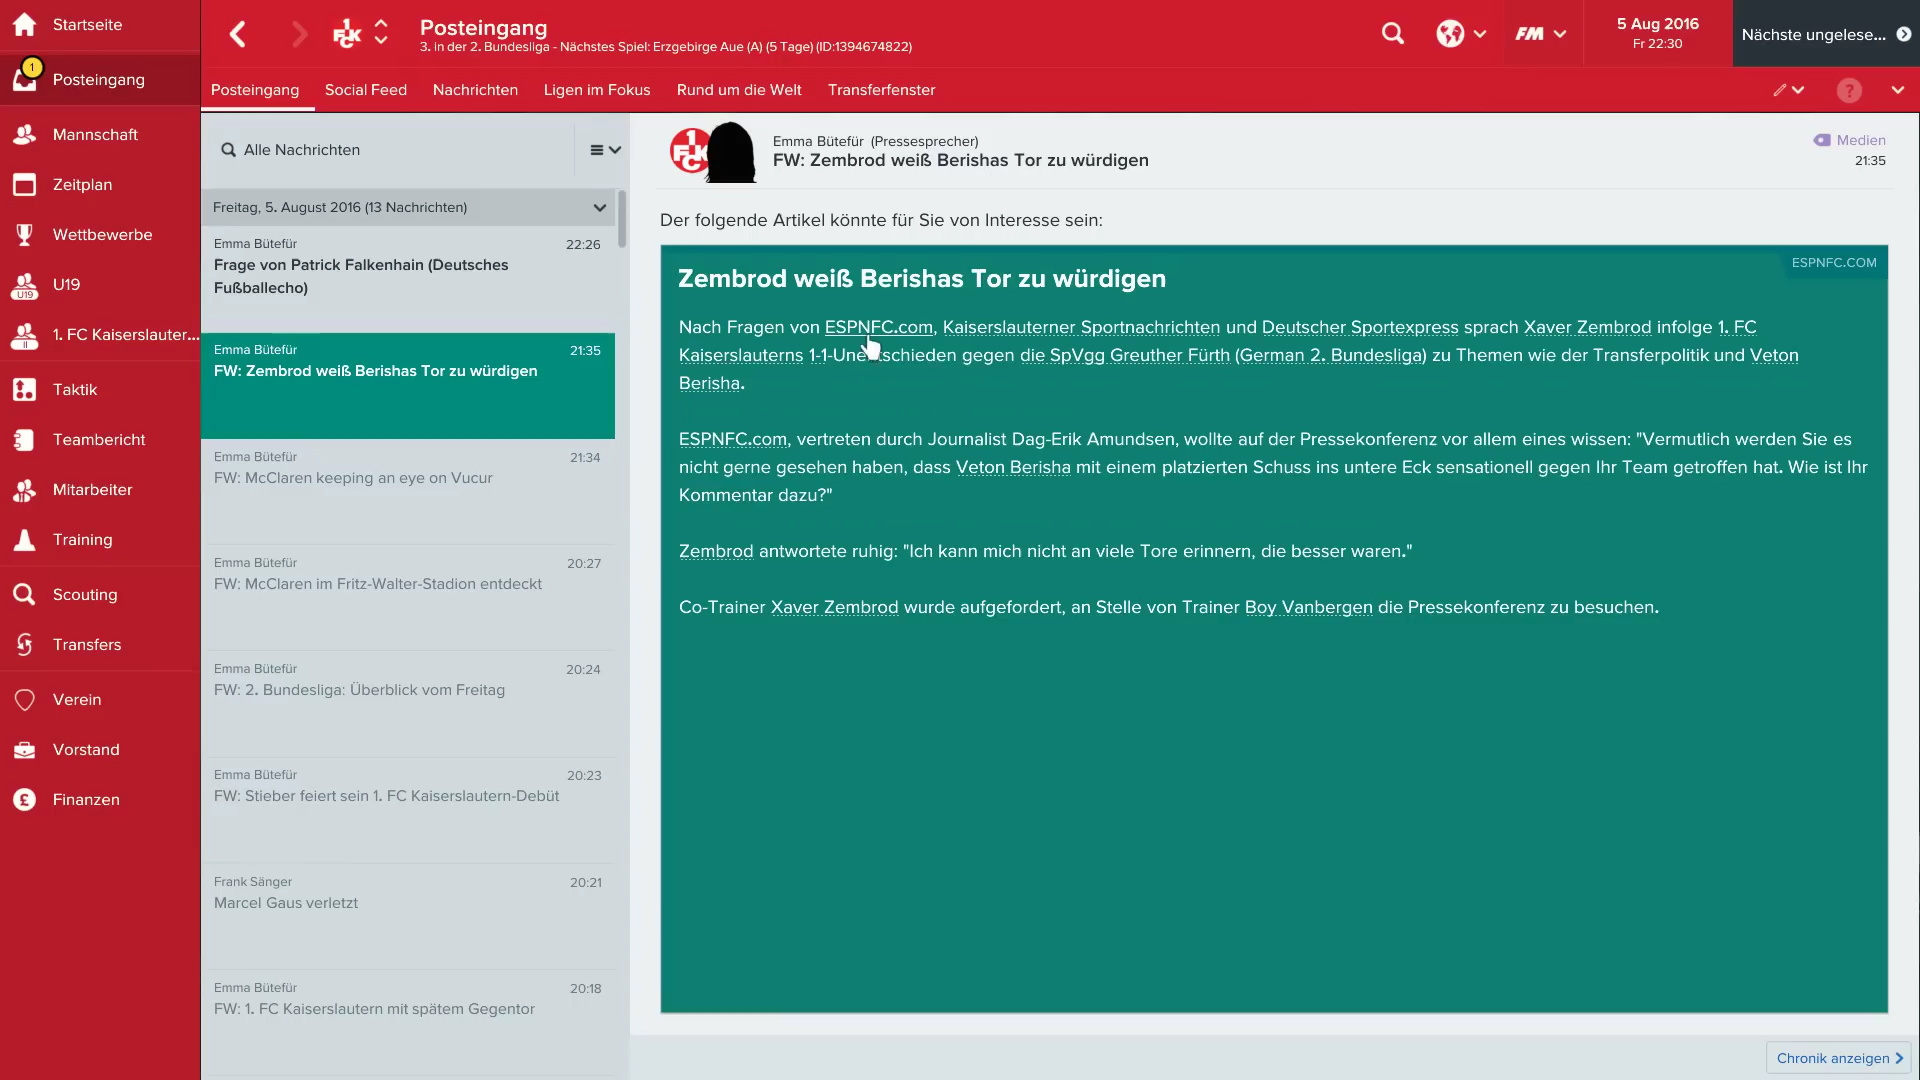 Startseite
1
Posteingang
Mannschaft
Zeitplan
Wettbewerbe
U19
U19
1. FC Kaiserslauter...
II
Taktik
Teambericht
Mitarbeiter
Training
Scouting
Transfers
Verein
Vorstand
Finanzen
1 FCK
Posteingang
3. in der 2. Bundesliga - Nächstes Spiel: Erzgebirge Aue (A) (5 Tage) (ID:1394674822)
FM
5 Aug 2016
Fr 22:30
Nächste ungelese...
Posteingang
Social Feed
Nachrichten
Ligen im Fokus
Rund um die Welt
Transferfenster
?
Alle Nachrichten
Freitag, 5. August 2016 (13 Nachrichten)
Emma Bütefür
22:26
Frage von Patrick Falkenhain (Deutsches
Fußballecho)
Emma Bütefür
21:35
FW: Zembrod weiß Berishas Tor zu würdigen
Emma Bütefür
21:34
FW: McClaren keeping an eye on Vucur
Emma Bütefür
20:27
FW: McClaren im Fritz-Walter-Stadion entdeckt
Emma Bütefür
20:24
FW: 2. Bundesliga: Überblick vom Freitag
Emma Bütefür
20:23
FW: Stieber feiert sein 1. FC Kaiserslautern-Debüt
Frank Sänger
20:21
Marcel Gaus verletzt
Emma Bütefür
20:18
FW: 1. FC Kaiserslautern mit spätem Gegentor
1 FC
Emma Bütefür (Pressesprecher)
FW: Zembrod weiß Berishas Tor zu würdigen
Medien
21:35
Der folgende Artikel könnte für Sie von Interesse sein:
Zembrod weiß Berishas Tor zu würdigen
ESPNFC.COM
Nach Fragen von ESPNFC.com, Kaiserslauterner Sportnachrichten und Deutscher Sportexpress sprach Xaver Zembrod infolge 1. FC
Kaiserslauterns 1-1-Unentschieden gegen die SpVgg Greuther Fürth (German 2. Bundesliga) zu Themen wie der Transferpolitik und Veton
Berisha.
ESPNFC.com, vertreten durch Journalist Dag-Erik Amundsen, wollte auf der Pressekonferenz vor allem eines wissen: "Vermutlich werden Sie es
nicht gerne gesehen haben, dass Veton Berisha mit einem platzierten Schuss ins untere Eck sensationell gegen Ihr Team getroffen hat. Wie ist Ihr
Kommentar dazu?"
Zembrod antwortete ruhig: "Ich kann mich nicht an viele Tore erinnern, die besser waren."
Co-Trainer Xaver Zembrod wurde aufgefordert, an Stelle von Trainer Boy Vanbergen die Pressekonferenz zu besuchen.
Chronik anzeigen